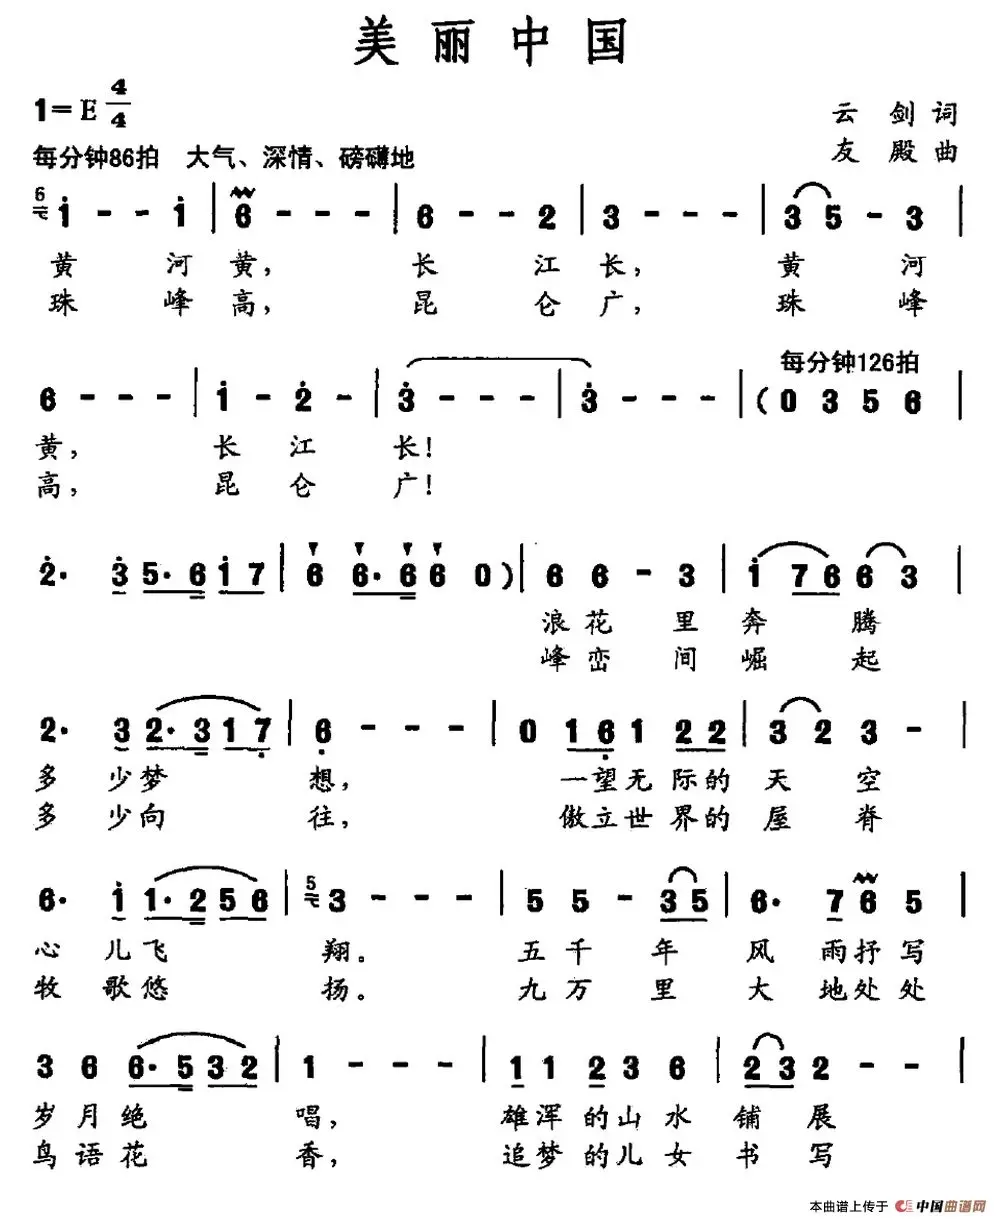 美丽中国
1=E 4/4
云剑词
每分钟86拍 大气、深情、磅礴地
友殿曲
6 1 - - 1 | 6 - - - | 6 - - 2 | 3 - - - | 3 5 - 3 |
黄河黄, 长江长, 黄河
珠峰高, 昆仑广, 珠峰
每分钟126拍
6 - - - | 1 - 2 - | 3 - - - | 3 - - - | (0 3 5 6 |
黄, 长江长!
高, 昆仑广!
2· 3 5·6 1 7 | 6 6·6 6 0) | 6 6 - 3 | 1 7 6 6 3 |
浪花里奔腾
峰峦间崛起
2· 3 2·3 1 7 | 6 - - - | 0 1 6 1 2 2 | 3 2 3 - |
多少梦想, 一望无际的天空
多少向往, 傲立世界的屋脊
6· 1 1·2 5 6 | 5 3 - - - | 5 5 - 3 5 | 6· 7 6 5 |
心儿飞翔。 五千年风雨抒写
牧歌悠扬。 九万里大地处处
3 6 6·5 3 2 | 1 - - - | 1 1 2 3 6 | 2 3 2 - - |
岁月绝唱, 雄浑的山水铺展
鸟语花香, 追梦的儿女书写
本曲谱上传于 中国曲谱网